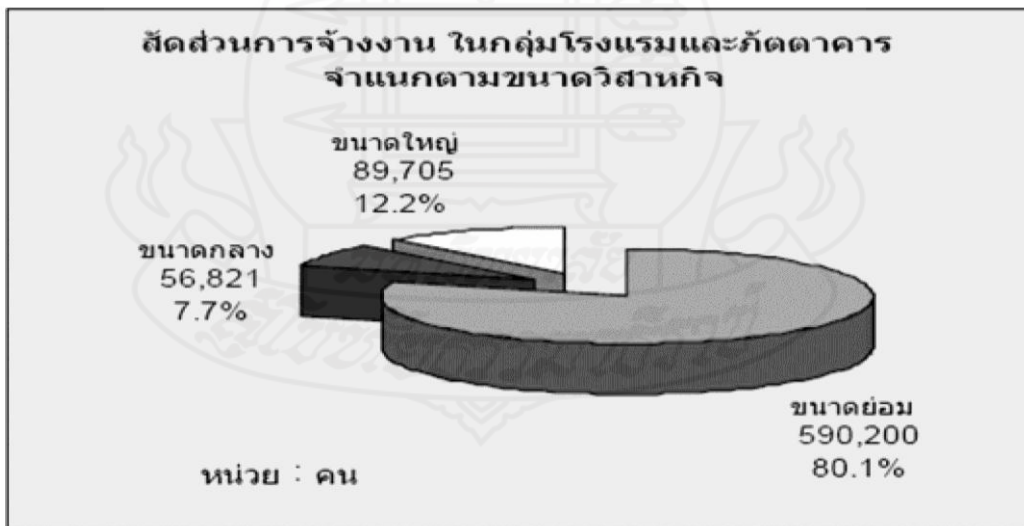 สัดส่วนการจ้างงาน ในกลุ่มโรงแรมและภัตตาคาร
จำแนกตามขนาดวิสาหกิจ
ขนาดใหญ่
89,705
12.2%
ขนาดกลาง
56,821
7.7%
ขนาดย่อม
590,200
80.1%
หน่วย : คน